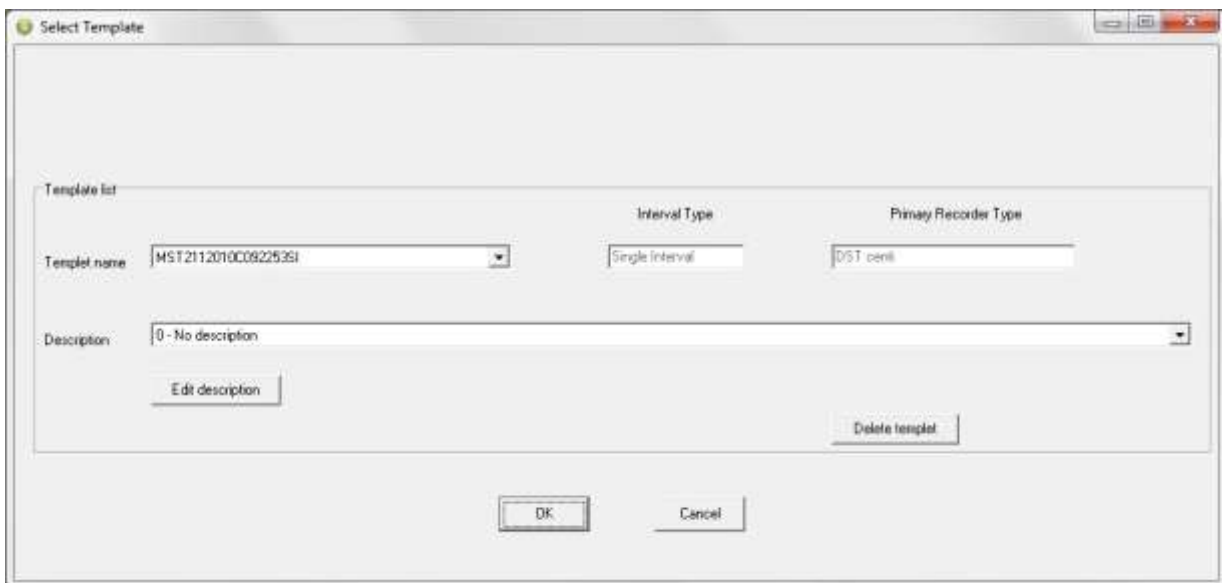 Select Template
Template list
Interval Type Primary Recorder Type
Templet name MST2112010C092253SI Single Interval DST centi
Description 0 - No description
Edit description
Delete templet
OK Cancel